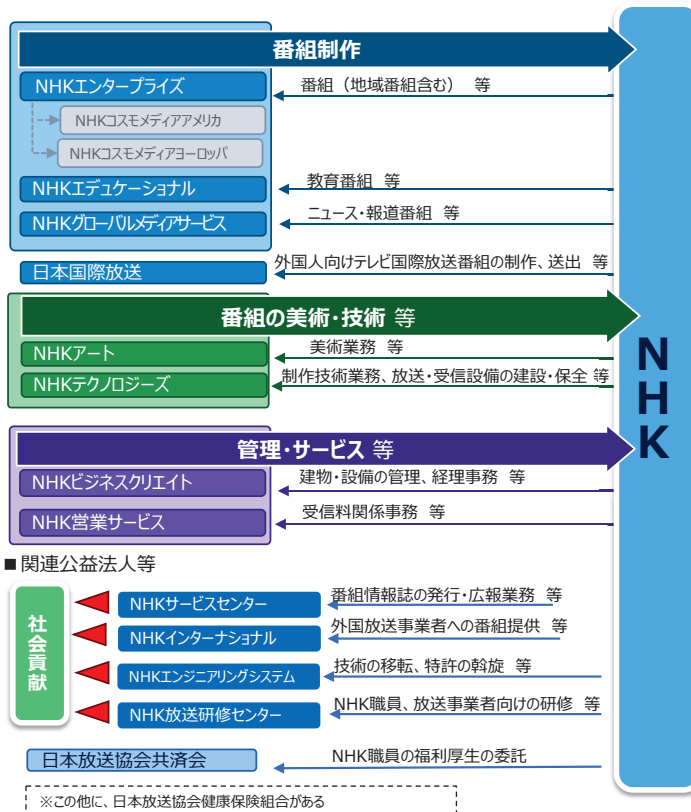 番組制作
NHKエンタープライズ
番組（地域番組含む） 等
NHKコスモメディアアメリカ
NHKコスモメディアヨーロッパ
NHKエデュケーショナル
教育番組 等
NHKグローバルメディアサービス
ニュース・報道番組 等
日本国際放送
外国人向けテレビ国際放送番組の制作、送出 等
番組の美術・技術 等
NHKアート
美術業務 等
NHKテクノロジーズ
制作技術業務、放送・受信設備の建設・保全 等
管理・サービス 等
NHKビジネスクリエイト
建物・設備の管理、経理事務 等
NHK営業サービス
受信料関係事務 等
NHK
■ 関連公益法人等
社会貢献
NHKサービスセンター
番組情報誌の発行・広報業務 等
NHKインターナショナル
外国放送事業者への番組提供 等
NHKエンジニアリングシステム
技術の移転、特許の斡旋 等
NHK放送研修センター
NHK職員、放送事業者向けの研修 等
日本放送協会共済会
NHK職員の福利厚生の委託
※この他に、日本放送協会健康保険組合がある